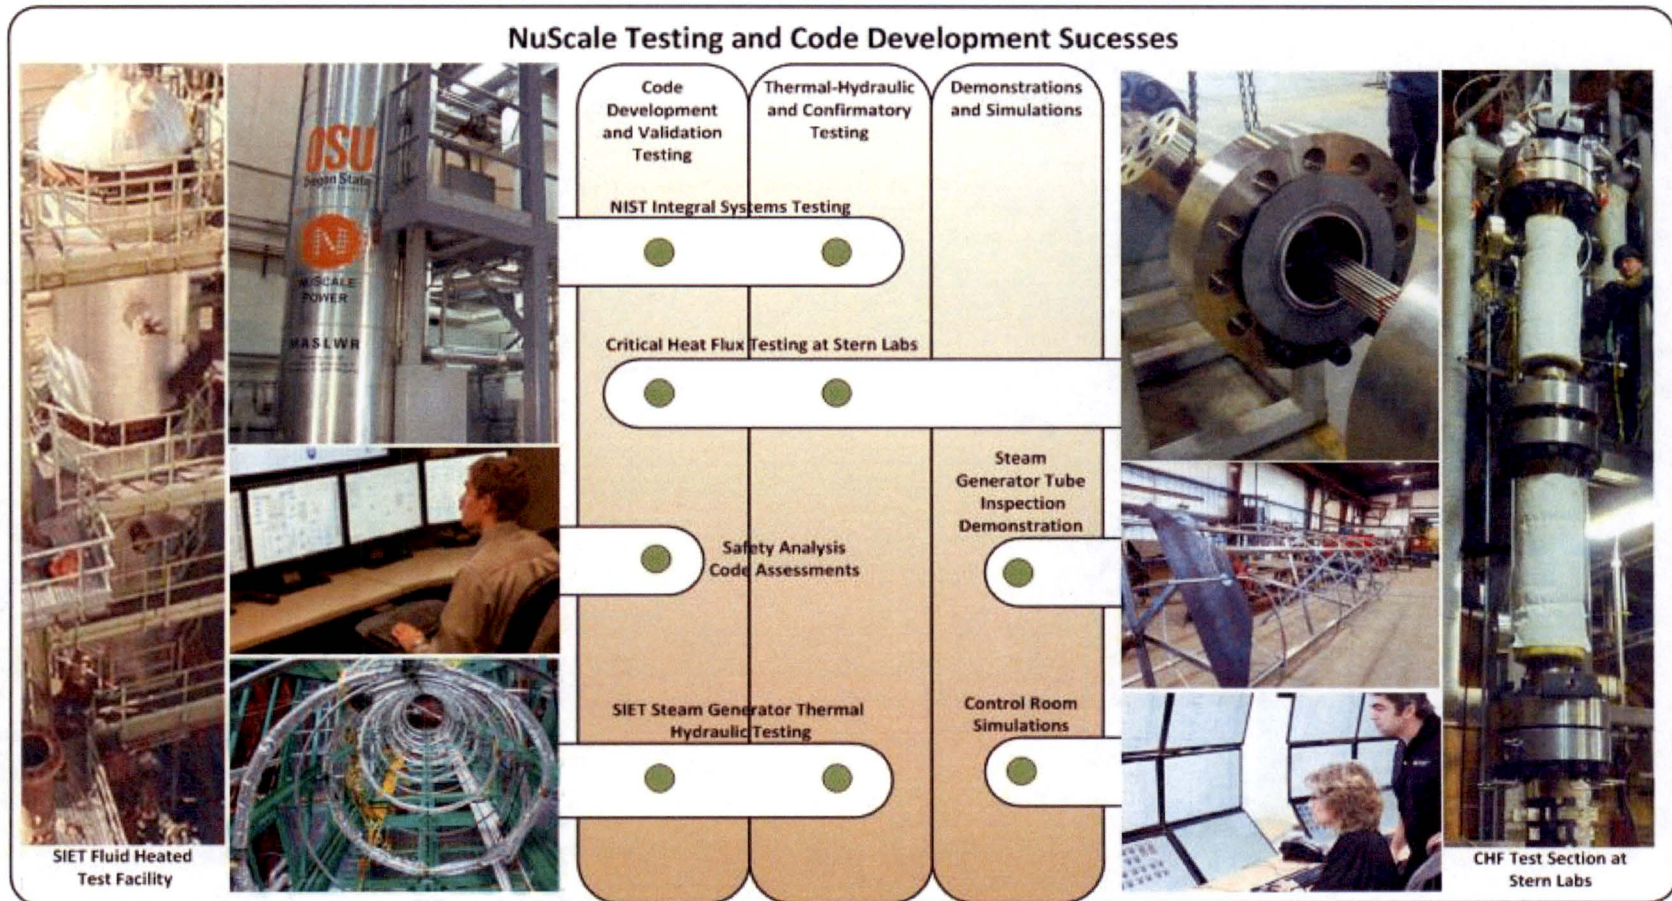 NuScale Testing and Code Development Sucesses
Code
Development
and Validation
Testing
Thermal-Hydraulic
and Confirmatory
Testing
Demonstrations
and Simulations
OSU
Oregon State
NUSCALE
POWER
MASLWR
NIST Integral Systems Testing
Critical Heat Flux Testing at Stern Labs
Steam
Generator Tube
Inspection
Demonstration
Safety Analysis
Code Assessments
SIET Steam Generator Thermal
Hydraulic Testing
Control Room
Simulations
SIET Fluid Heated
Test Facility
CHF Test Section at
Stern Labs